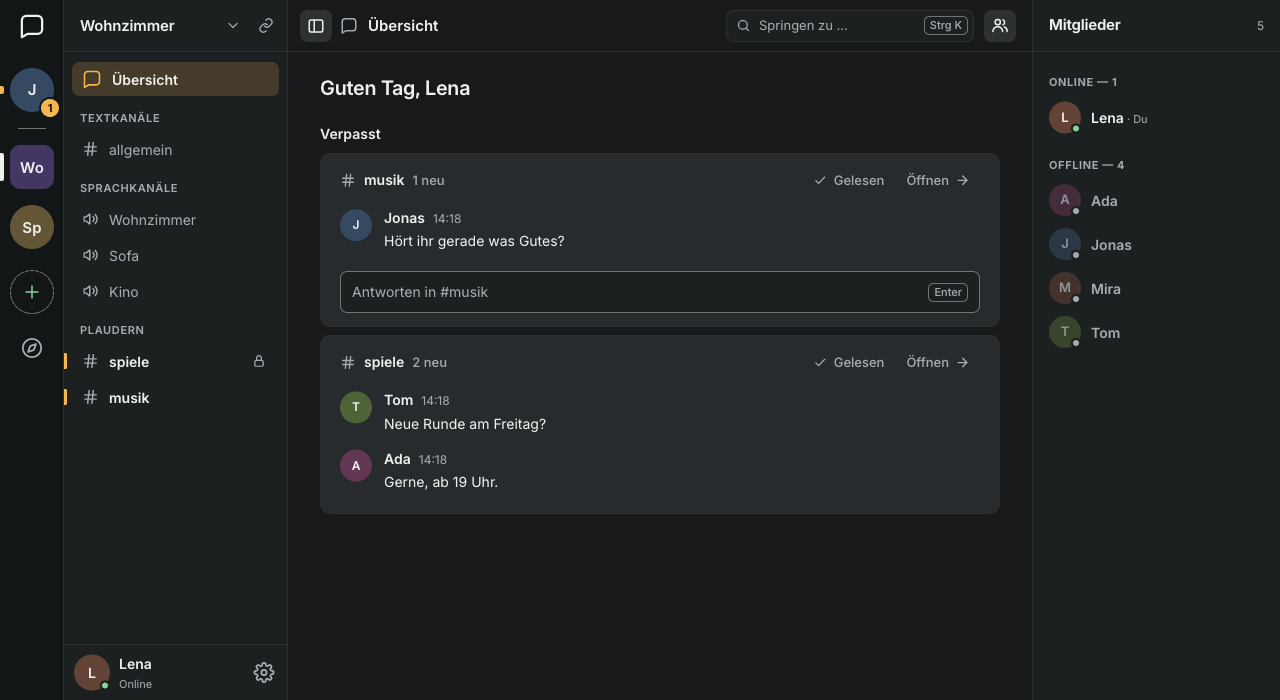 J
1
Wo
Sp
Wohnzimmer
Übersicht
TEXTKANÄLE
allgemein
SPRACHKANÄLE
Wohnzimmer
Sofa
Kino
PLAUDERN
spiele
musik
L
Lena
Online
Übersicht
Springen zu ...
Strg K
Guten Tag, Lena
Verpasst
musik 1 neu
Gelesen
Öffnen
J
Jonas 14:18
Hört ihr gerade was Gutes?
Antworten in #musik
Enter
spiele 2 neu
Gelesen
Öffnen
T
Tom 14:18
Neue Runde am Freitag?
A
Ada 14:18
Gerne, ab 19 Uhr.
Mitglieder 5
ONLINE — 1
L
Lena · Du
OFFLINE — 4
A
Ada
J
Jonas
M
Mira
T
Tom